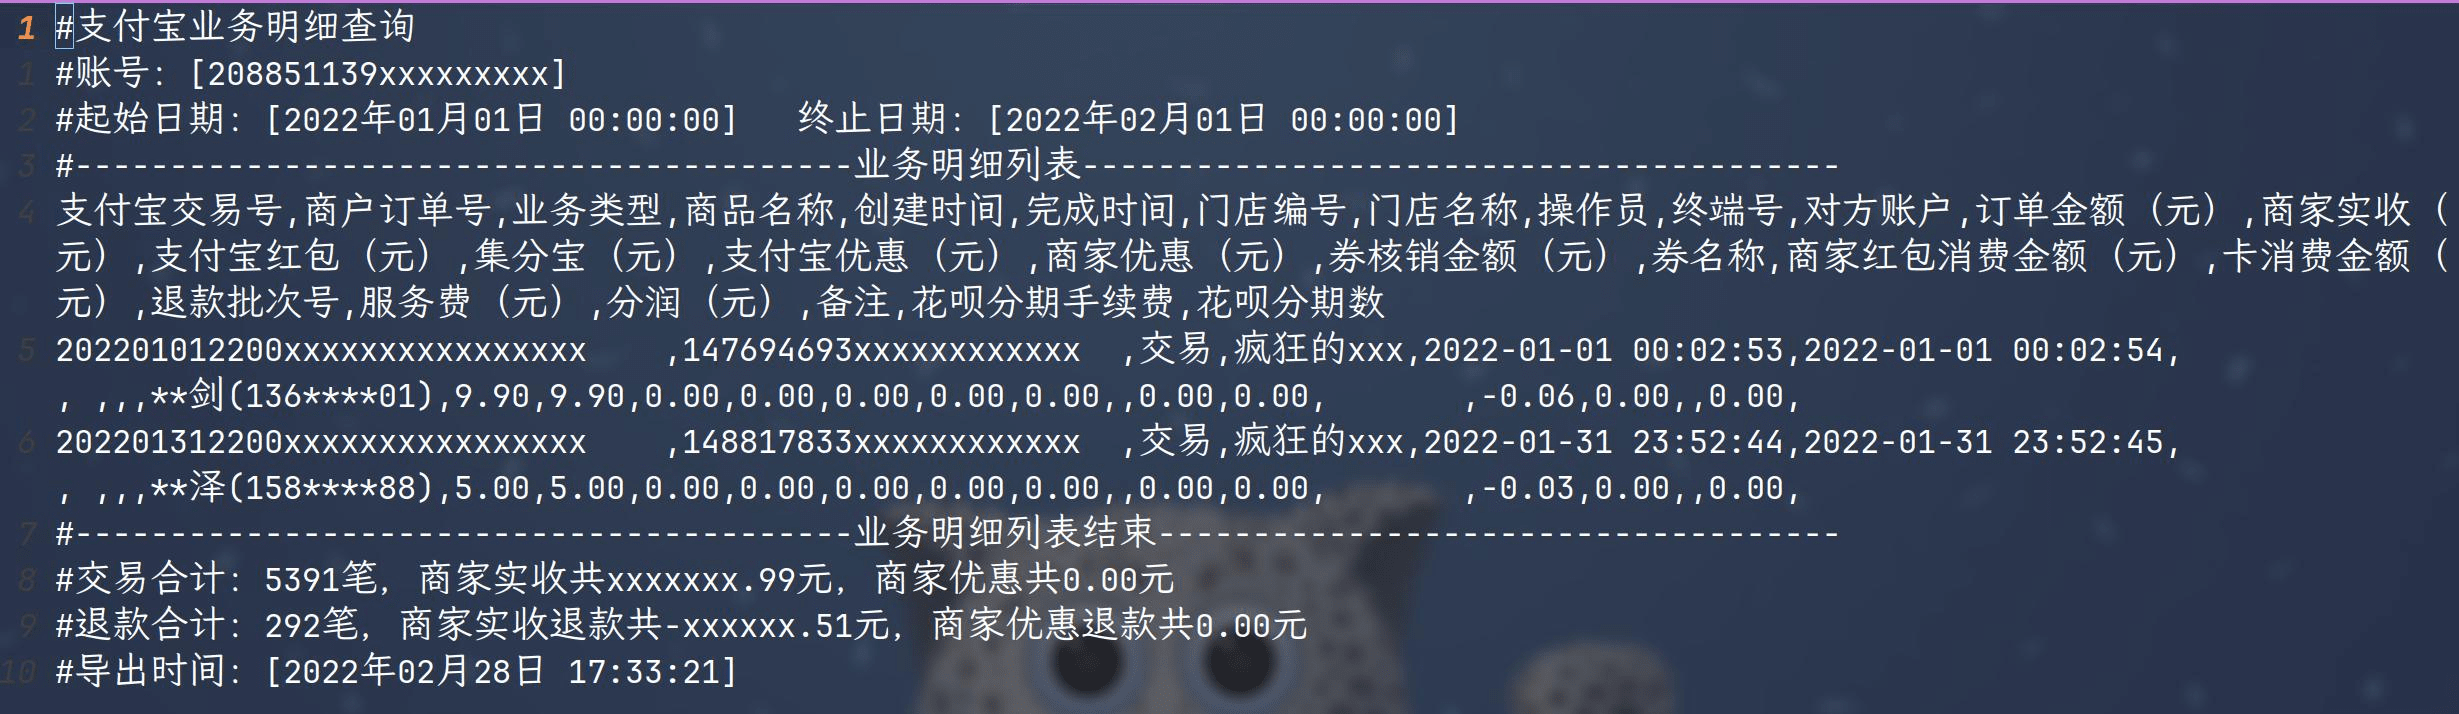 1 #支付宝业务明细查询
1 #账号：[208851139xxxxxxxxx]
2 #起始日期：[2022年01月01日 00:00:00]   终止日期：[2022年02月01日 00:00:00]
3 #-----------------------------------------业务明细列表----------------------------------------
4 支付宝交易号,商户订单号,业务类型,商品名称,创建时间,完成时间,门店编号,门店名称,操作员,终端号,对方账户,订单金额（元）,商家实收（
元）,支付宝红包（元）,集分宝（元）,支付宝优惠（元）,商家优惠（元）,券核销金额（元）,券名称,商家红包消费金额（元）,卡消费金额（
元）,退款批次号,服务费（元）,分润（元）,备注,花呗分期手续费,花呗分期数
5 202201012200xxxxxxxxxxxxxxxx    ,147694693xxxxxxxxxxxx  ,交易,疯狂的xxx,2022-01-01 00:02:53,2022-01-01 00:02:54,
, ,,,**剑(136****01),9.90,9.90,0.00,0.00,0.00,0.00,0.00,,0.00,0.00,       ,-0.06,0.00,,0.00,
6 202201312200xxxxxxxxxxxxxxxx    ,148817833xxxxxxxxxxxx  ,交易,疯狂的xxx,2022-01-31 23:52:44,2022-01-31 23:52:45,
, ,,,**泽(158****88),5.00,5.00,0.00,0.00,0.00,0.00,0.00,,0.00,0.00,       ,-0.03,0.00,,0.00,
7 #-----------------------------------------业务明细列表结束------------------------------------
8 #交易合计：5391笔，商家实收共xxxxxxx.99元，商家优惠共0.00元
9 #退款合计：292笔，商家实收退款共-xxxxxx.51元，商家优惠退款共0.00元
10 #导出时间：[2022年02月28日 17:33:21]